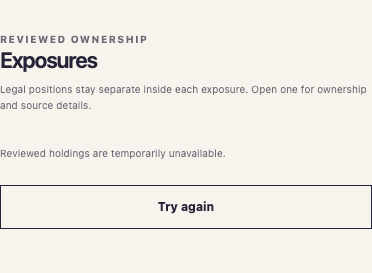 REVIEWED OWNERSHIP
Exposures
Legal positions stay separate inside each exposure. Open one for ownership
and source details.
Reviewed holdings are temporarily unavailable.
Try again